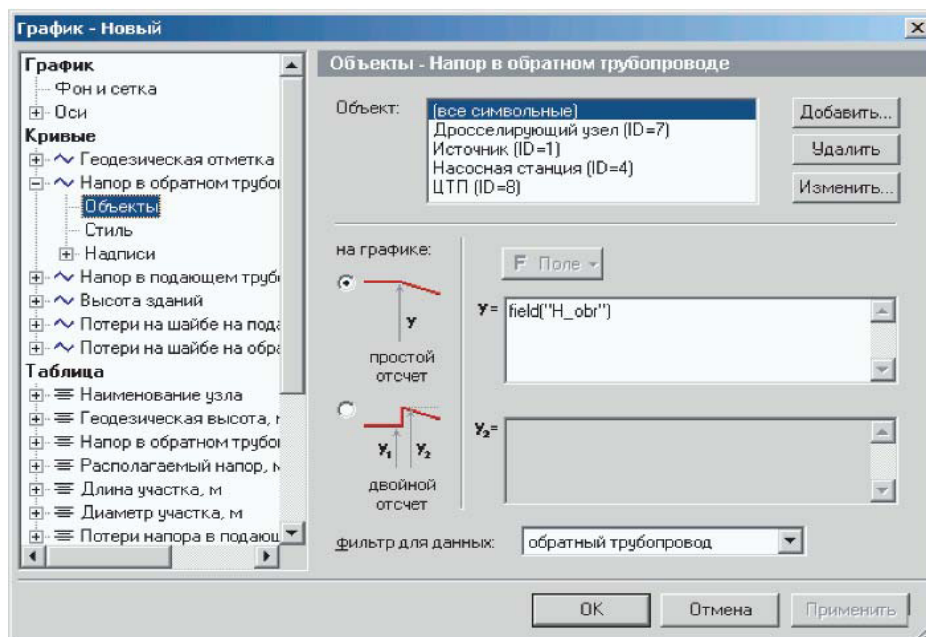 График - Новый
График
Фон и сетка
Оси
Кривые
Геодезическая отметка
Напор в обратном трубо
Объекты
Стиль
Надписи
Напор в подающем труб
Высота зданий
Потери на шайбе на пода
Потери на шайбе на обра
Таблица
Наименование узла
Геодезическая высота,
Напор в обратном трубо
Располагаемый напор, м
Длина участка, м
Диаметр участка, м
Потери напора в подающ
Объекты - Напор в обратном трубопроводе
Объект:
(все символьные)
Дросселирующий узел (ID=7)
Источник (ID=1)
Насосная станция (ID=4)
ЦТП (ID=8)
Добавить...
Удалить
Изменить...
на графике:
F Поле
y
простой
отсчет
y= field("H_obr")
y1 y2
двойной
отсчет
y2=
фильтр для данных: обратный трубопровод
OK Отмена Применить